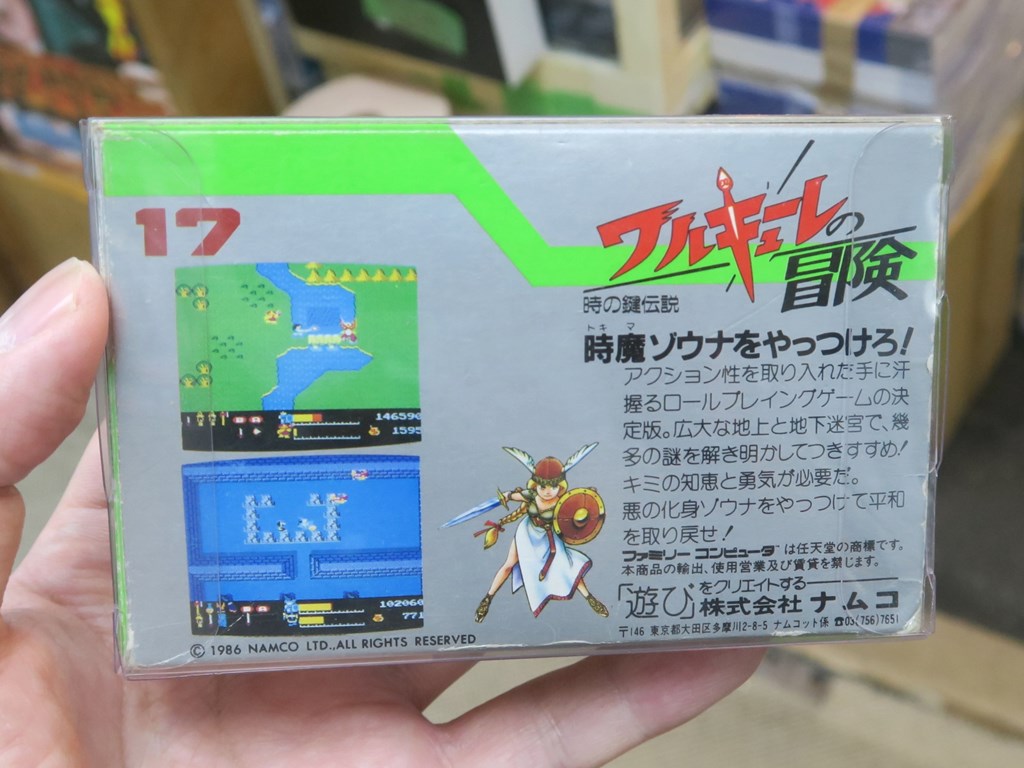 17
ワルキューレの冒険
時の鍵伝説
トキ マ
時魔ゾウナをやっつけろ!
アクション性を取り入れた手に汗
握るロールプレイングゲームの決
定版。広大な地上と地下迷宮で、幾
多の謎を解き明かしてつきすすめ!
キミの知恵と勇気が必要だ。
悪の化身ゾウナをやっつけて平和
を取り戻せ!
ファミリーコンピュータ™は任天堂の商標です。
本商品の輸出、使用営業及び賃貸を禁じます。
「遊び」をクリエイトする
株式会社ナムコ
〒146 東京都大田区多摩川2-8-5 ナムコット係 ☎03(756)7651
146590
1595
102060
771
© 1986 NAMCO LTD.,ALL RIGHTS RESERVED